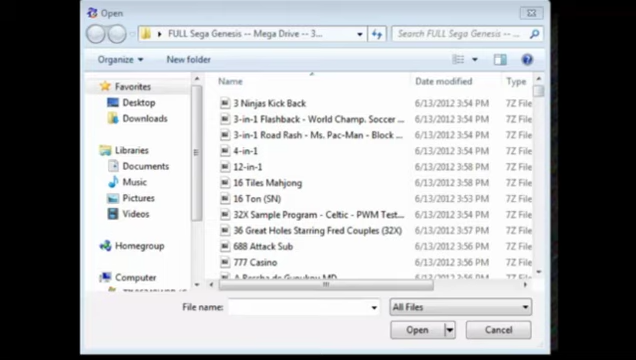 Open
FULL Sega Genesis -- Mega Drive -- 3...
Search FULL Sega Genesis -- ...
Organize
New folder
Name
Date modified
Type
Favorites
Desktop
Downloads
Libraries
Documents
Music
Pictures
Videos
Homegroup
Computer
3 Ninjas Kick Back 6/13/2012 3:54 PM 7Z File
3-in-1 Flashback - World Champ. Soccer ... 6/13/2012 3:54 PM 7Z File
3-in-1 Road Rash - Ms. Pac-Man - Block ... 6/13/2012 3:54 PM 7Z File
4-in-1 6/13/2012 3:54 PM 7Z File
12-in-1 6/13/2012 3:58 PM 7Z File
16 Tiles Mahjong 6/13/2012 3:54 PM 7Z File
16 Ton (SN) 6/13/2012 3:54 PM 7Z File
32X Sample Program - Celtic - PWM Test... 6/13/2012 3:54 PM 7Z File
36 Great Holes Starring Fred Couples (32X) 6/13/2012 3:54 PM 7Z File
688 Attack Sub 6/13/2012 3:56 PM 7Z File
777 Casino 6/13/2012 3:56 PM 7Z File
File name:
All Files
Open
Cancel